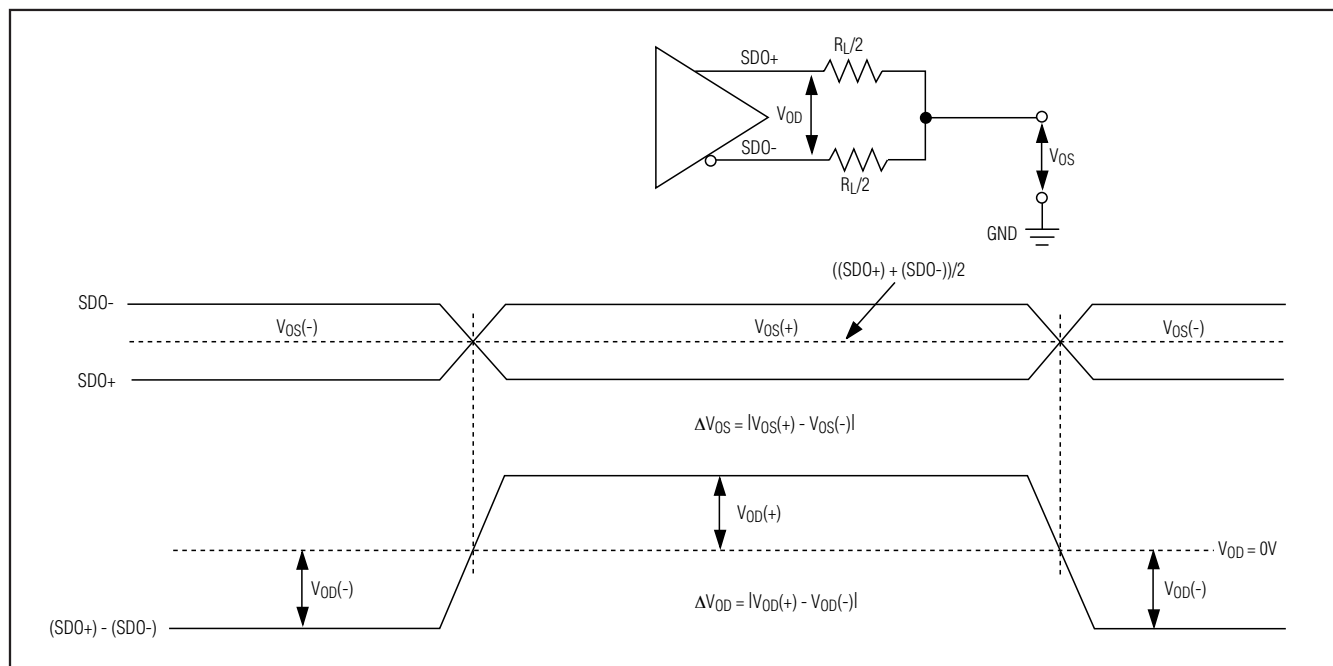 SDO+
R_L/2
V_OD
SDO-
R_L/2
V_OS
GND
((SDO+) + (SDO-))/2
SDO-
V_OS(-)
V_OS(+)
V_OS(-)
SDO+
ΔV_OS = |V_OS(+) - V_OS(-)|
V_OD(+)
V_OD = 0V
V_OD(-)
V_OD(-)
ΔV_OD = |V_OD(+) - V_OD(-)|
(SDO+) - (SDO-)